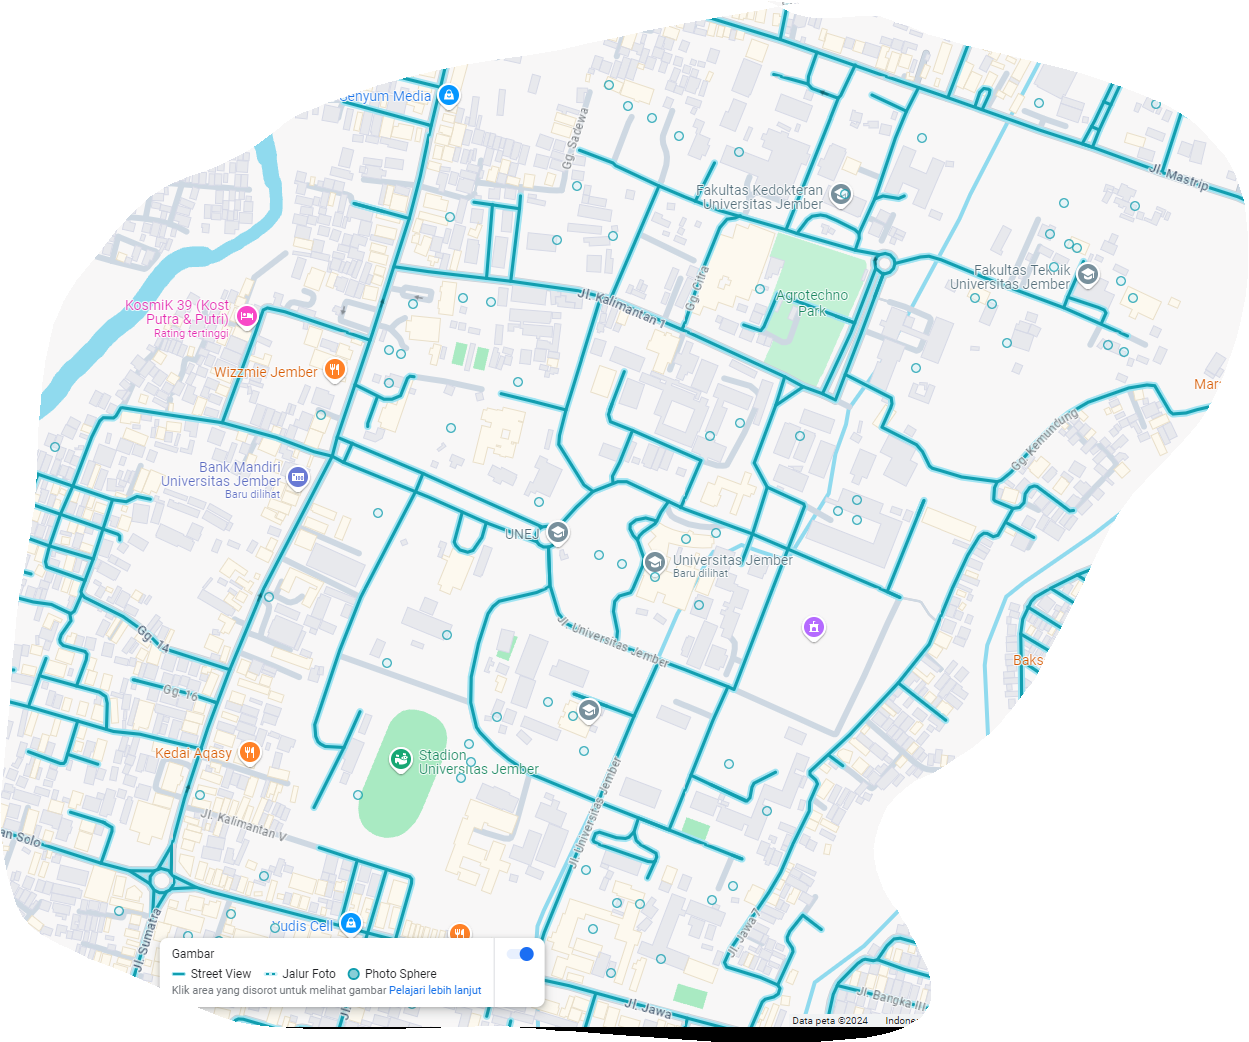 Senyum Media
Gg. Sadewa
Jl. Mastrip
Fakultas Kedokteran
Universitas Jember
Fakultas Teknik
Universitas Jember
KosmiK 39 (Kost
Putra & Putri)
Rating tertinggi
Gg. Citra
Agrotechno
Park
Jl. Kalimantan
Wizzmie Jember
Gg. Kemundung
Bank Mandiri
Universitas Jember
Baru dilihat
UNEJ
Universitas Jember
Baru dilihat
Gg. 14
Jl. Universitas Jember
Baks
Gg. 16
Kedai Aqasy
Stadion
Universitas Jember
Jl. Universitas Jember
Jl. Kalimantan V
an Solo
Yudis Cell
Jl. Sumatra
Jl. Jawa 7
Gambar
Street View
Jalur Foto
Photo Sphere
Klik area yang disorot untuk melihat gambar Pelajari lebih lanjut
Jl. Jawa
Jl. Bangka III
Data peta ©2024